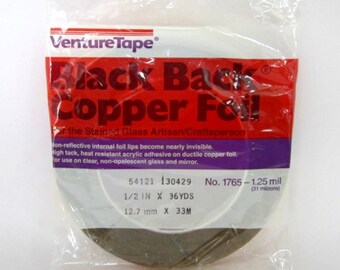 VentureTape®
Black Back®
Copper Foil
for the Stained Glass Artisan/Craftsperson
Non-reflective internal foil lips become nearly invisible.
High tack, heat resistant acrylic adhesive on ductile copper foil.
For use on clear, non-opalescent glass and mirror.
54121 130429 No. 1765–1.25 mil
(31 microns)
1/2 IN X 36YDS
12.7 mm X 33M